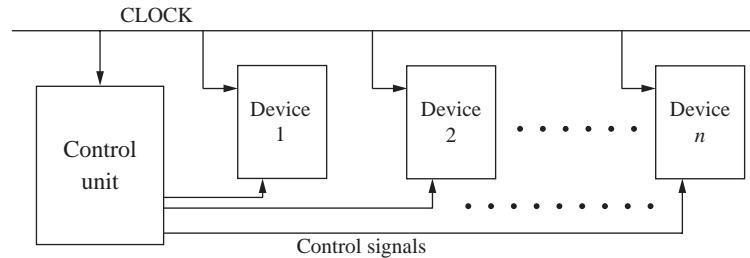 CLOCK
Control
unit
Device
1
Device
2
Device
n
Control signals